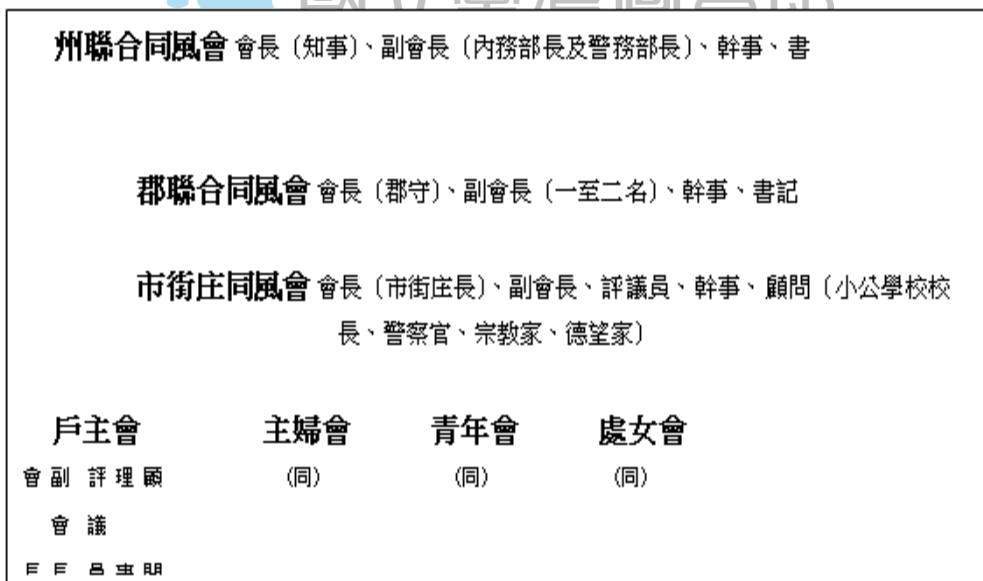 州聯合同風會 會長（知事）、副會長（內務部長及警務部長）、幹事、書
郡聯合同風會 會長（郡守）、副會長（一至二名）、幹事、書記
市街庄同風會 會長（市街庄長）、副會長、評議員、幹事、顧問（小公學校校
長、警察官、宗教家、德望家）
戶主會 主婦會 青年會 處女會
會副 評理顧 （同） （同） （同）
會 議